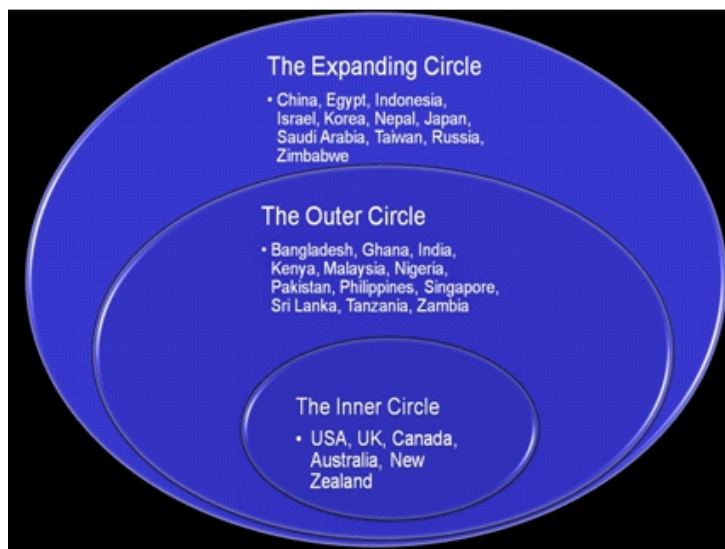 The Expanding Circle
• China, Egypt, Indonesia,
Israel, Korea, Nepal, Japan,
Saudi Arabia, Taiwan, Russia,
Zimbabwe
The Outer Circle
• Bangladesh, Ghana, India,
Kenya, Malaysia, Nigeria,
Pakistan, Philippines, Singapore,
Sri Lanka, Tanzania, Zambia
The Inner Circle
• USA, UK, Canada,
Australia, New
Zealand